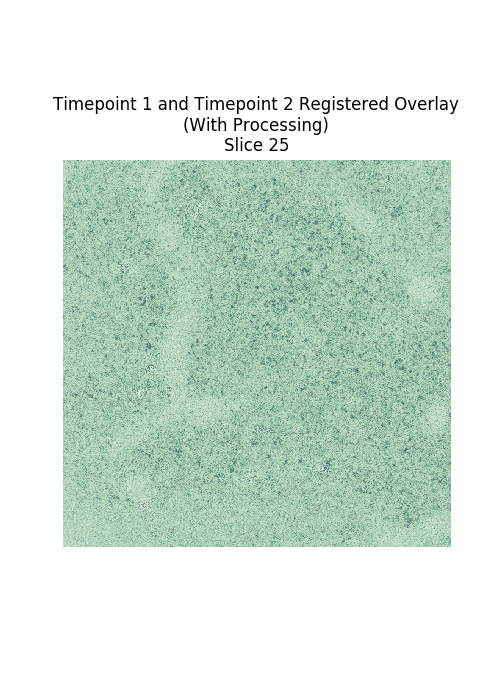 Timepoint 1 and Timepoint 2 Registered Overlay
(With Processing)
Slice 25